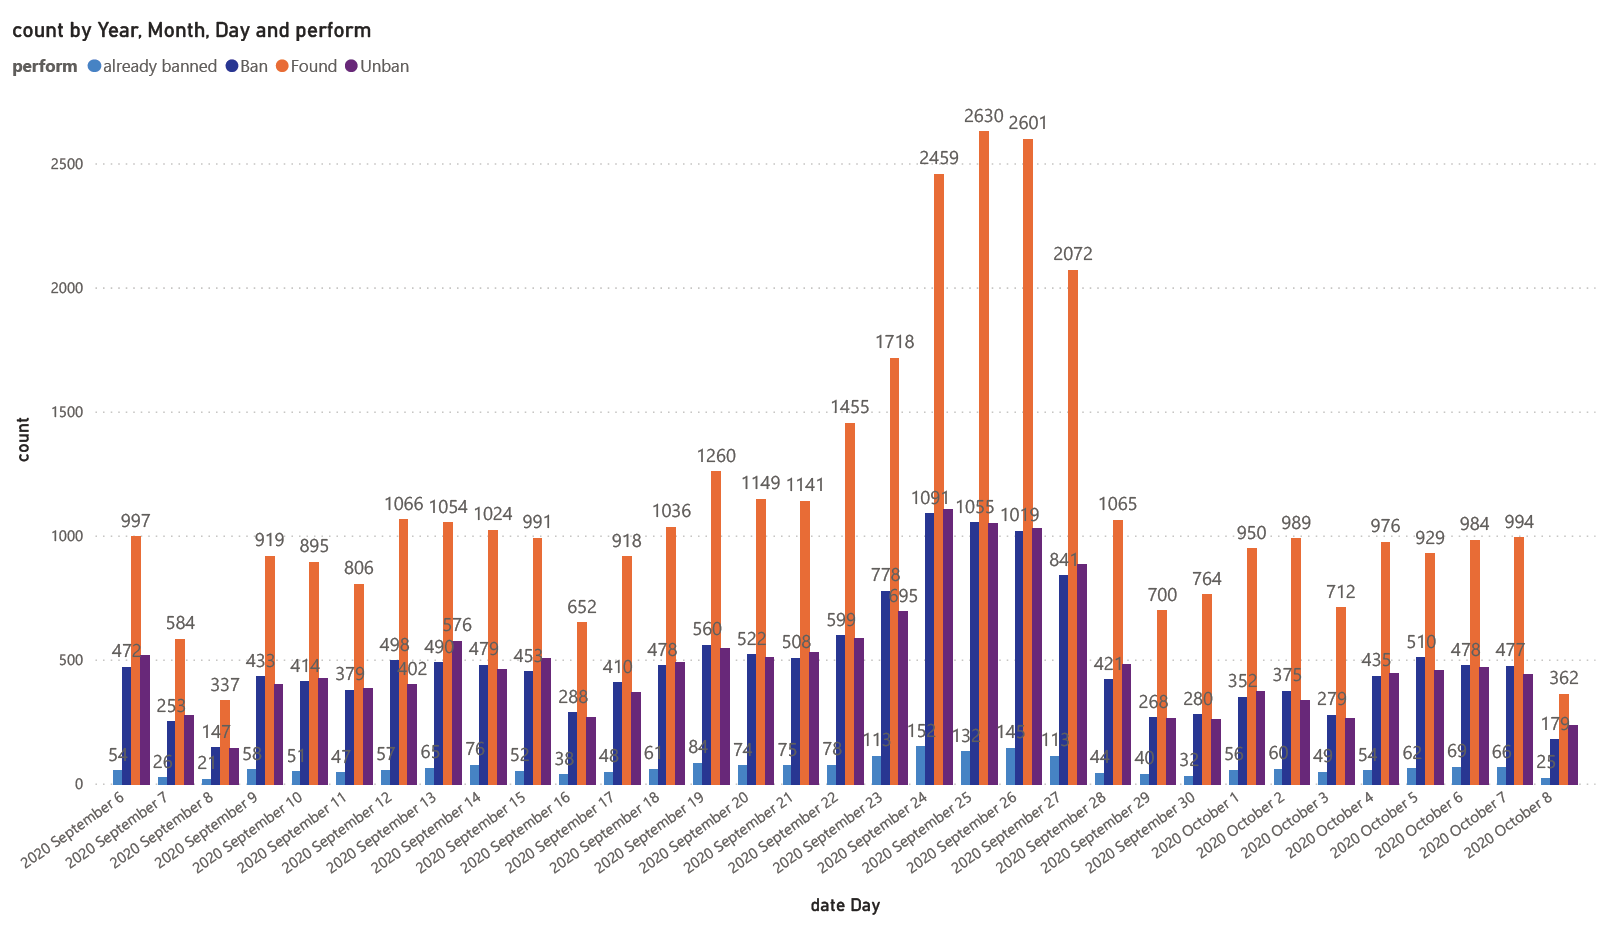 count by Year, Month, Day and perform
perform already banned Ban Found Unban
2630
2601
2459
2500
2072
2000
1718
1500
1455
1260
1149
1141
1091
1055
1019
1066
1054
1024
1036
1065
997
991
1000
919
895
918
950
989
976
929
984
994
806
778
841
764
700
712
695
652
584
576
599
560
522
508
510
500
472
433
414
379
498
402
490
479
453
410
478
421
435
478
477
337
253
147
288
268
280
352
375
279
362
179
54
26
21
58
51
47
57
65
76
52
38
48
61
84
74
75
78
113
152
132
145
113
44
40
32
56
60
49
54
62
69
66
25
0
2020 September 6
2020 September 7
2020 September 8
2020 September 9
2020 September 10
2020 September 11
2020 September 12
2020 September 13
2020 September 14
2020 September 15
2020 September 16
2020 September 17
2020 September 18
2020 September 19
2020 September 20
2020 September 21
2020 September 22
2020 September 23
2020 September 24
2020 September 25
2020 September 26
2020 September 27
2020 September 28
2020 September 29
2020 September 30
2020 October 1
2020 October 2
2020 October 3
2020 October 4
2020 October 5
2020 October 6
2020 October 7
2020 October 8
count
date Day